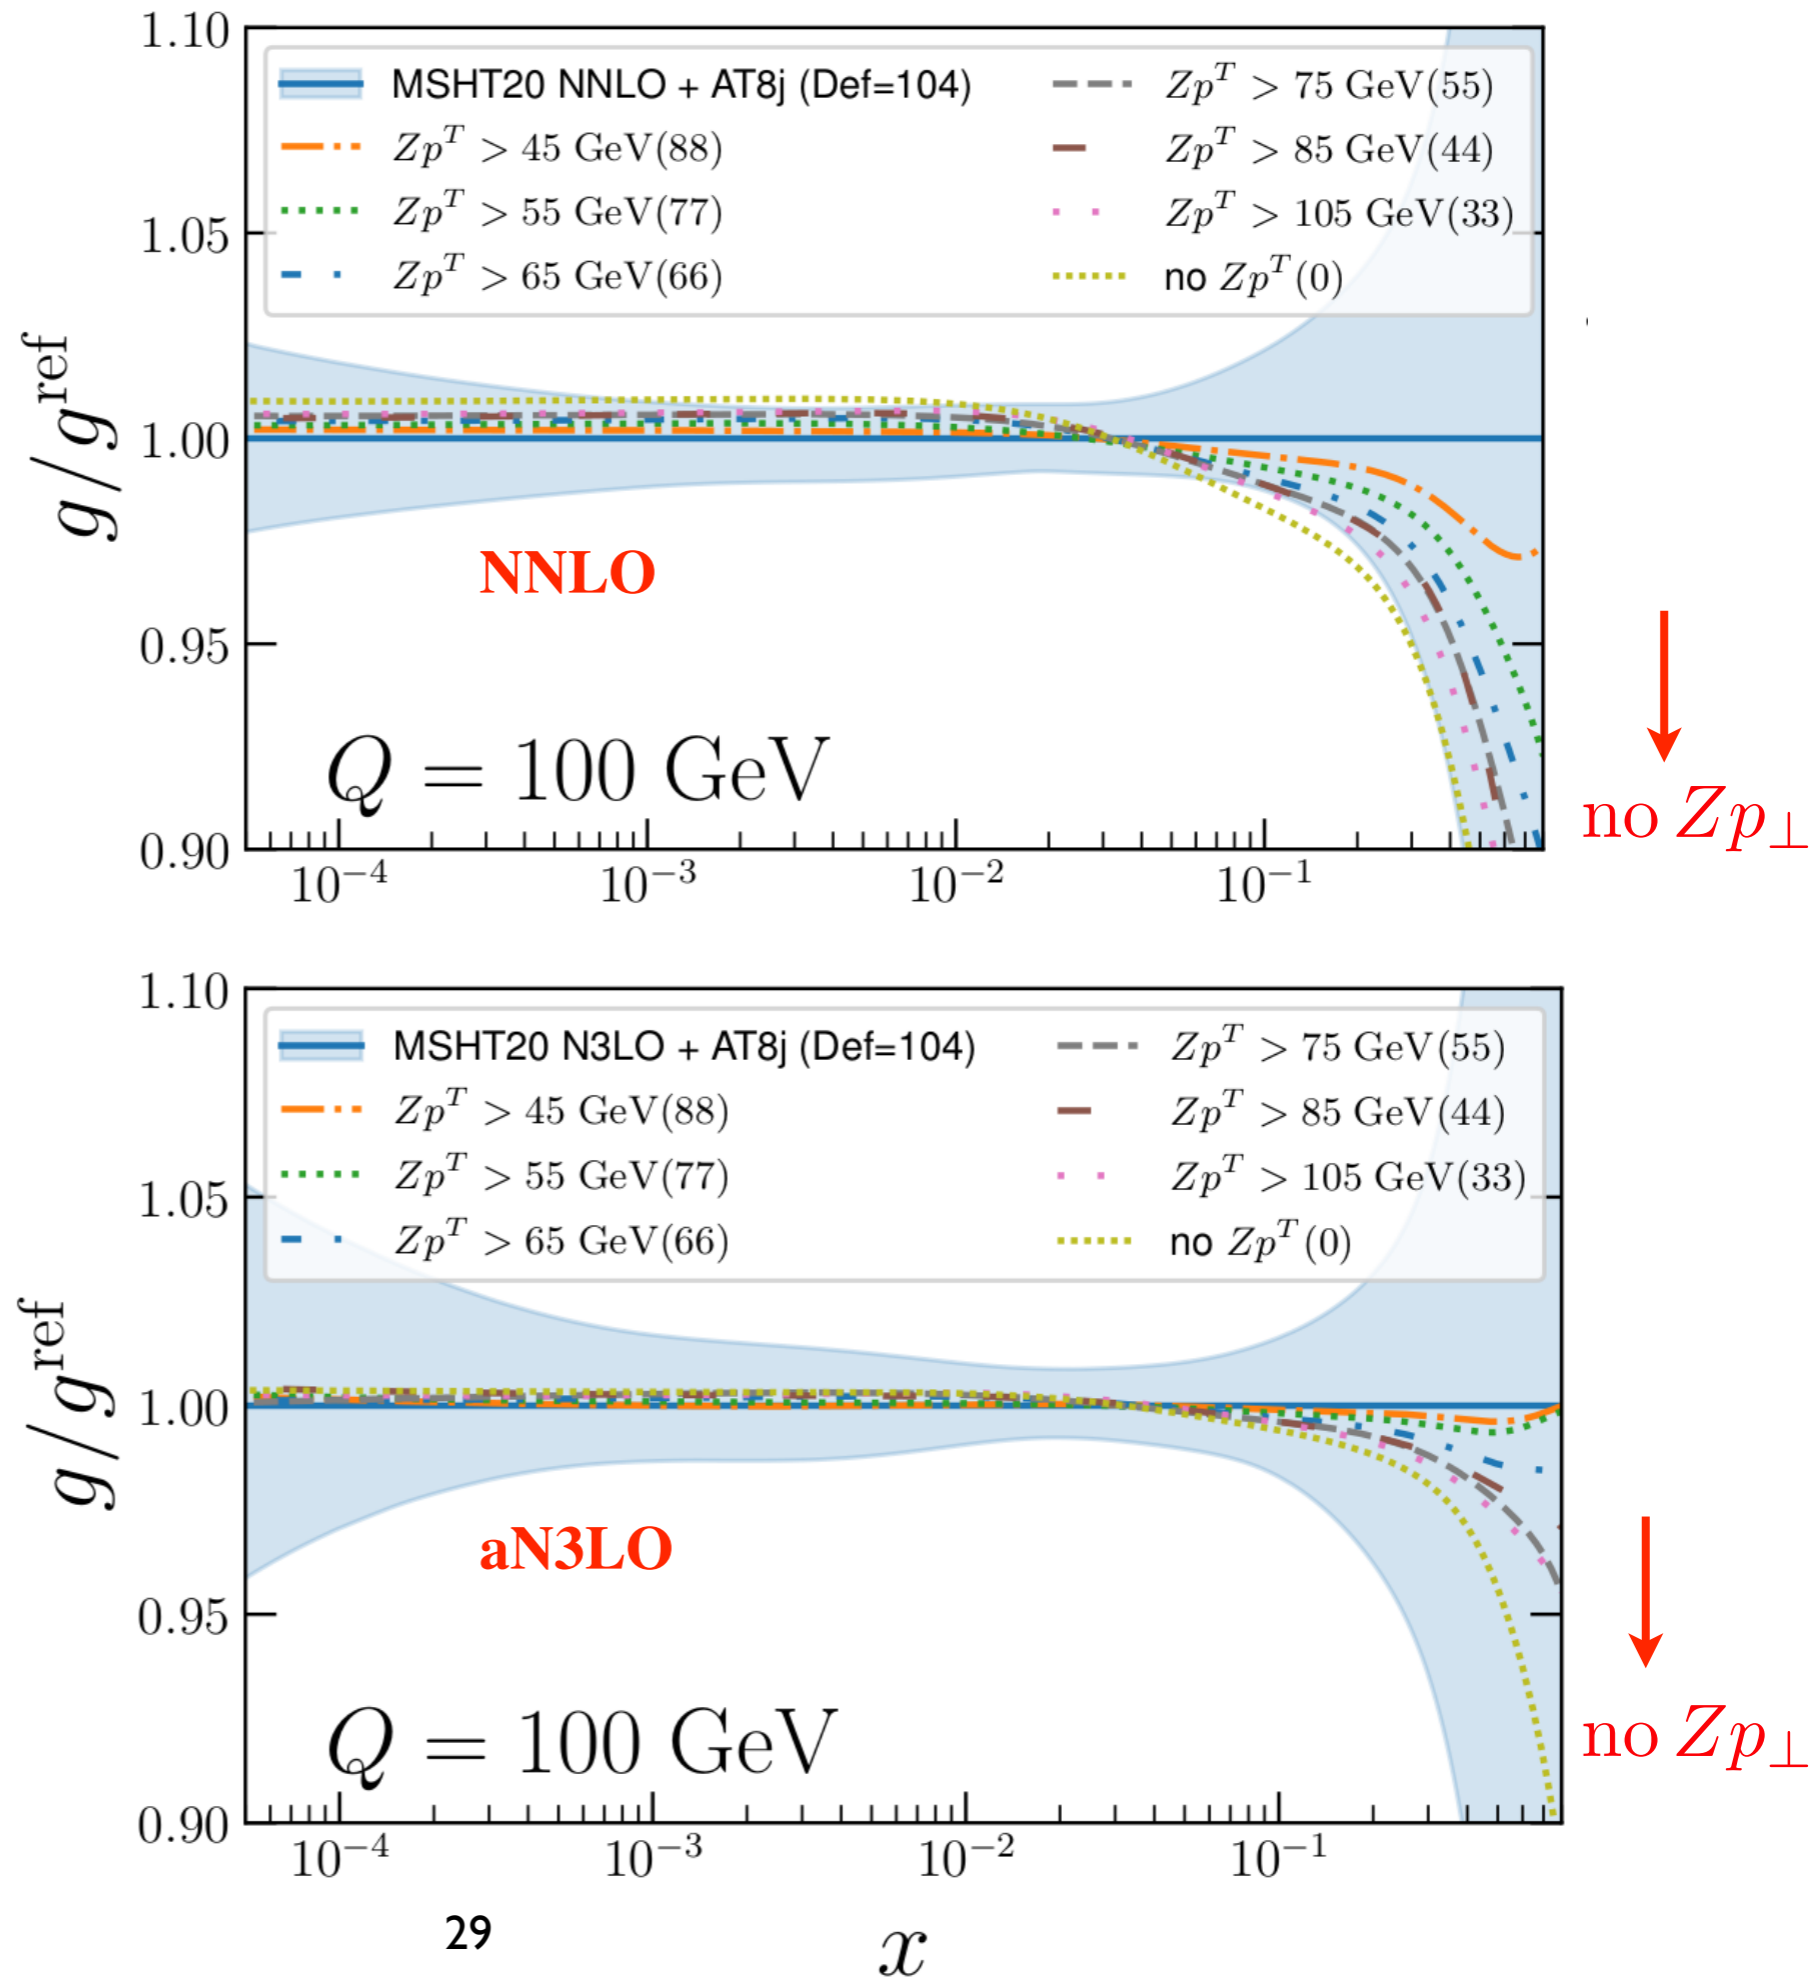 1.10
MSHT20 NNLO + AT8j (Def=104)
Zp^T > 45 GeV(88)
Zp^T > 55 GeV(77)
Zp^T > 65 GeV(66)
Zp^T > 75 GeV(55)
Zp^T > 85 GeV(44)
Zp^T > 105 GeV(33)
no Zp^T(0)
1.05
g/g^ref
1.00
NNLO
0.95
Q = 100 GeV
no Zp⊥
0.90
10^−4 10^−3 10^−2 10^−1
1.10
MSHT20 N3LO + AT8j (Def=104)
Zp^T > 45 GeV(88)
Zp^T > 55 GeV(77)
Zp^T > 65 GeV(66)
Zp^T > 75 GeV(55)
Zp^T > 85 GeV(44)
Zp^T > 105 GeV(33)
no Zp^T(0)
1.05
g/g^ref
1.00
aN3LO
0.95
Q = 100 GeV
no Zp⊥
0.90
10^−4 10^−3 10^−2 10^−1
29
x